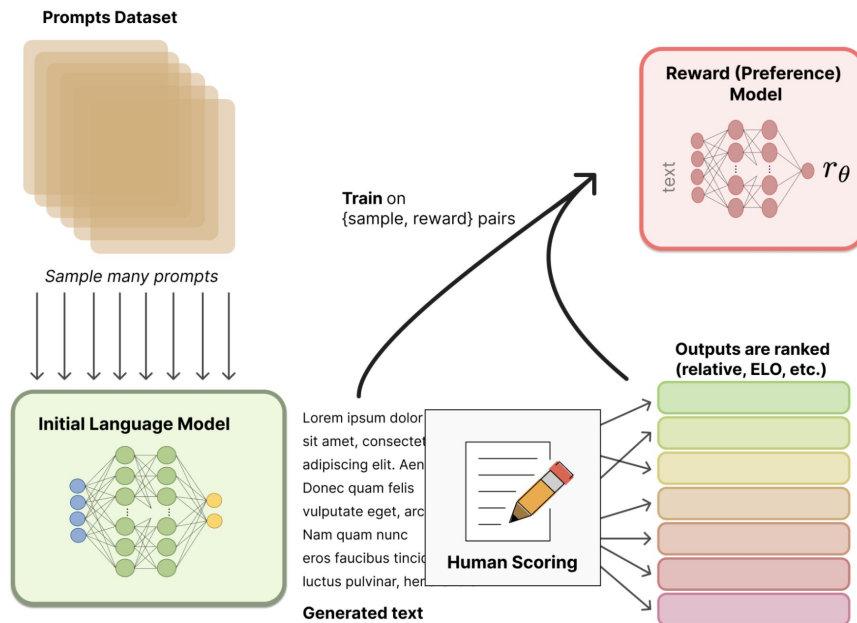 Prompts Dataset
Sample many prompts
Initial Language Model
Train on
{sample, reward} pairs
Reward (Preference)
Model
text
rθ
Lorem ipsum dolor
sit amet, consectet
adipiscing elit. Aen
Donec quam felis
vulputate eget, arc
Nam quam nunc
eros faucibus tincid
luctus pulvinar, her
Generated text
Human Scoring
Outputs are ranked
(relative, ELO, etc.)